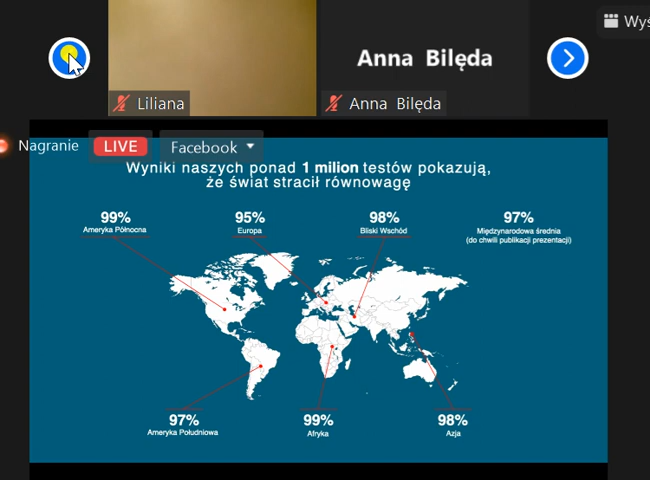 Wyś
Anna Bilęda
Liliana
Anna Bilęda
Nagranie
LIVE
Facebook
Wyniki naszych ponad 1 milion testów pokazują,
że świat stracił równowagę
99%
Ameryka Północna
95%
Europa
98%
Bliski Wschód
97%
Międzynarodowa średnia
(do chwili publikacji prezentacji)
97%
Ameryka Południowa
99%
Afryka
98%
Azja